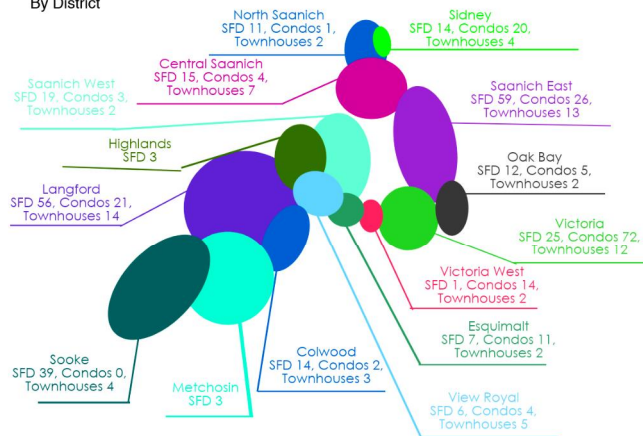 By District
North Saanich
SFD 11, Condos 1,
Townhouses 2
Sidney
SFD 14, Condos 20,
Townhouses 4
Central Saanich
SFD 15, Condos 4,
Townhouses 7
Saanich West
SFD 19, Condos 3,
Townhouses 2
Saanich East
SFD 59, Condos 26,
Townhouses 13
Highlands
SFD 3
Oak Bay
SFD 12, Condos 5,
Townhouses 2
Langford
SFD 56, Condos 21,
Townhouses 14
Victoria
SFD 25, Condos 72,
Townhouses 12
Victoria West
SFD 1, Condos 14,
Townhouses 2
Esquimalt
SFD 7, Condos 11,
Townhouses 2
Sooke
SFD 39, Condos 0,
Townhouses 4
Metchosin
SFD 3
Colwood
SFD 14, Condos 2,
Townhouses 3
View Royal
SFD 6, Condos 4,
Townhouses 5